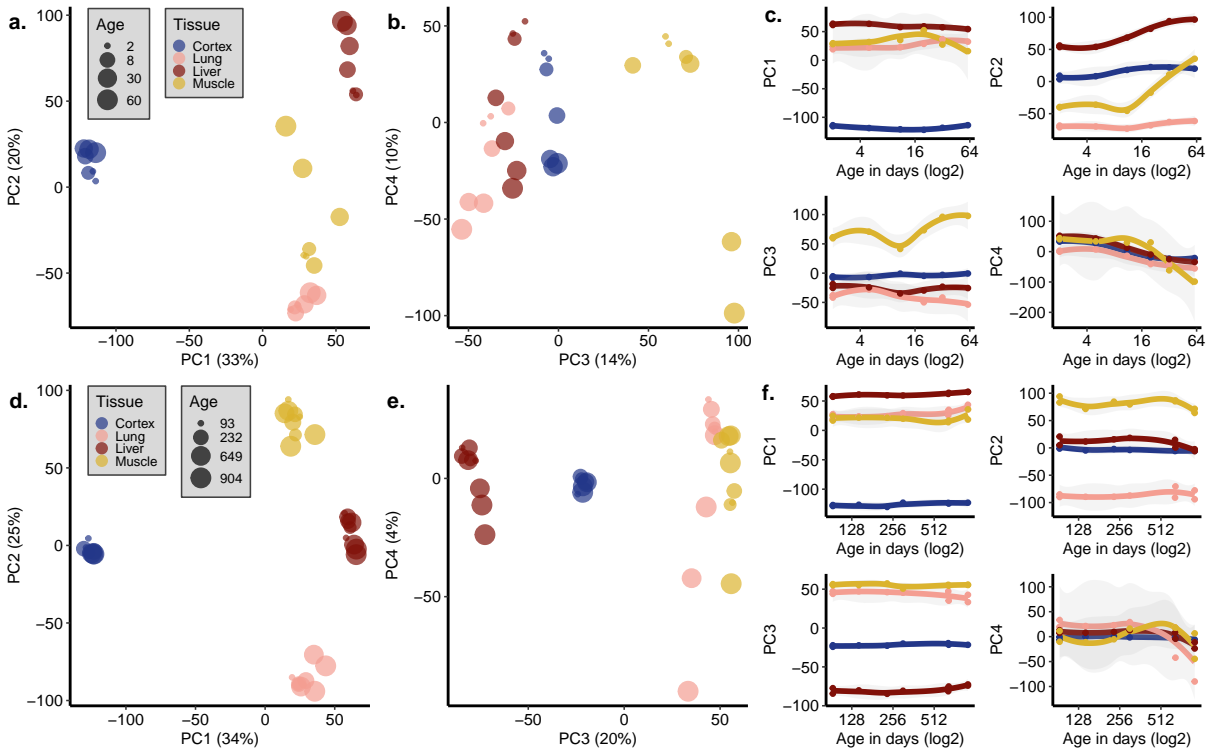 a.
Age
2
8
30
60
Tissue
Cortex
Lung
Liver
Muscle
100
50
0
−50
PC2 (20%)
−100
−50
0
50
PC1 (33%)
b.
50
0
−50
−100
PC4 (10%)
−50
0
50
100
PC3 (14%)
c.
50
0
−50
−100
PC1
4
16
64
Age in days (log2)
100
50
0
−50
PC2
4
16
64
Age in days (log2)
100
50
0
−50
PC3
4
16
64
Age in days (log2)
100
0
−100
−200
PC4
4
16
64
Age in days (log2)
d.
Tissue
Cortex
Lung
Liver
Muscle
Age
93
232
649
904
100
50
0
−50
−100
PC2 (25%)
−100
−50
0
50
PC1 (34%)
e.
0
−50
PC4 (4%)
−50
0
50
PC3 (20%)
f.
50
0
−50
−100
PC1
128
256
512
Age in days (log2)
100
50
0
−50
−100
PC2
128
256
512
Age in days (log2)
50
0
−50
−100
PC3
128
256
512
Age in days (log2)
100
50
0
−50
−100
PC4
128
256
512
Age in days (log2)